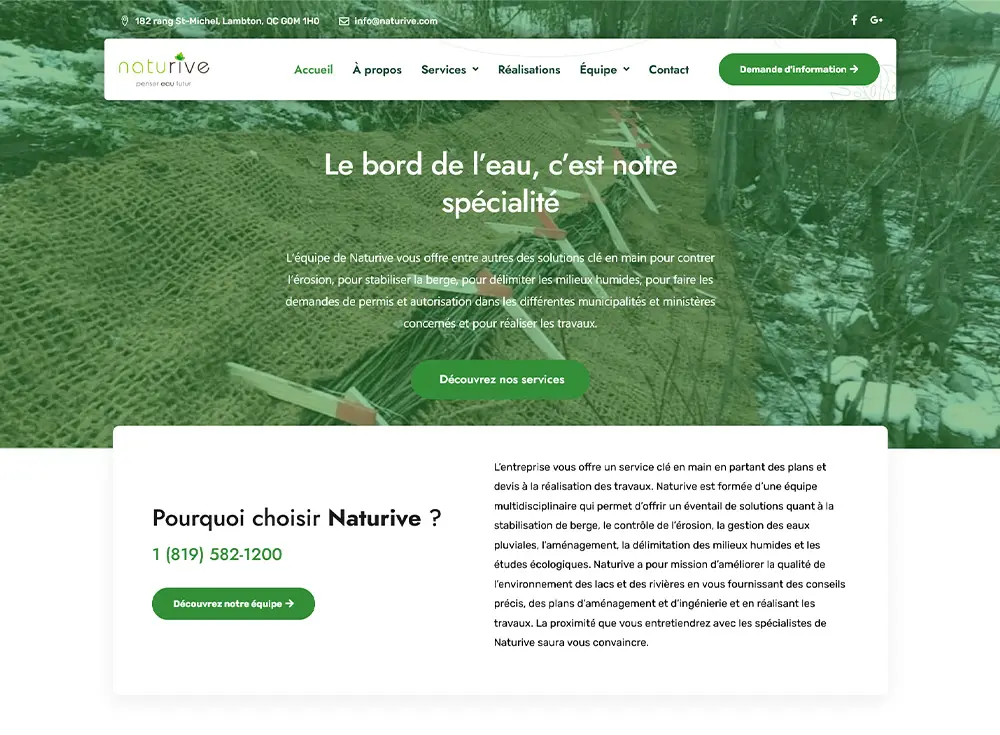 182 rang St-Michel, Lambton, QC G0M 1H0 info@naturive.com
G+
naturive
penser eau futur
Accueil À propos Services Réalisations Équipe Contact Demande d'information →
Le bord de l'eau, c'est notre
spécialité
L'équipe de Naturive vous offre entre autres des solutions clé en main pour contrer
l'érosion, pour stabiliser la berge, pour délimiter les milieux humides, pour faire les
demandes de permis et autorisation dans les différentes municipalités et ministères
concernés et pour réaliser les travaux.
Découvrez nos services
Pourquoi choisir Naturive ?
1 (819) 582-1200
Découvrez notre équipe →
L'entreprise vous offre un service clé en main en partant des plans et
devis à la réalisation des travaux. Naturive est formée d'une équipe
multidisciplinaire qui permet d'offrir un éventail de solutions quant à la
stabilisation de berge, le contrôle de l'érosion, la gestion des eaux
pluviales, l'aménagement, la délimitation des milieux humides et les
études écologiques. Naturive a pour mission d'améliorer la qualité de
l'environnement des lacs et des rivières en vous fournissant des conseils
précis, des plans d'aménagement et d'ingénierie et en réalisant les
travaux. La proximité que vous entretiendrez avec les spécialistes de
Naturive saura vous convaincre.